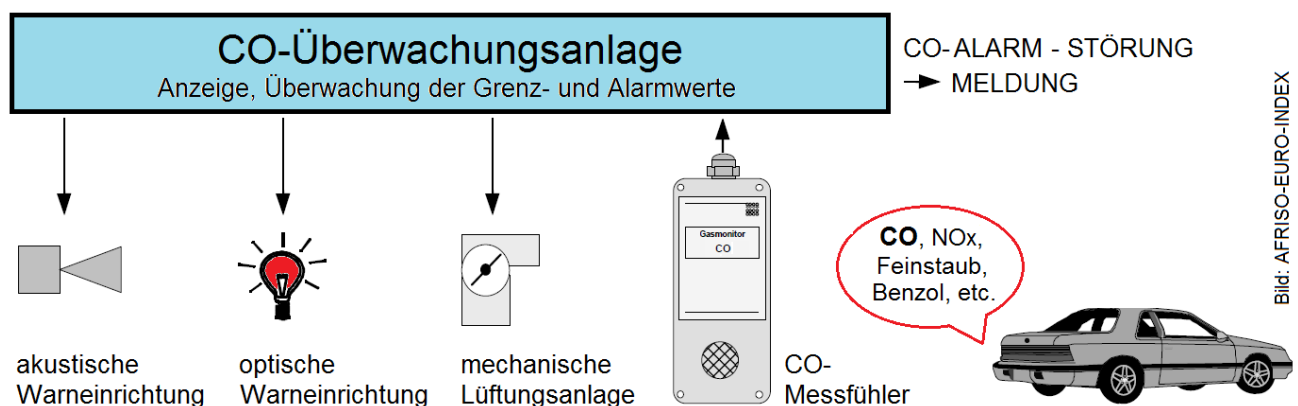 CO-Überwachungsanlage
Anzeige, Überwachung der Grenz- und Alarmwerte
CO-ALARM - STÖRUNG
→ MELDUNG
Bild: AFRISO-EURO-INDEX
Gasmonitor
CO
CO, NOx,
Feinstaub,
Benzol, etc.
akustische
Warneinrichtung
optische
Warneinrichtung
mechanische
Lüftungsanlage
CO-
Messfühler